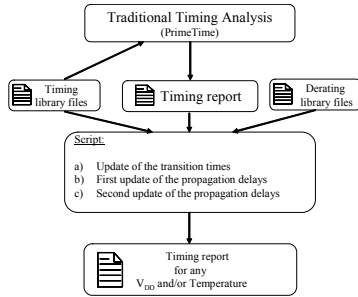 Traditional Timing Analysis
(PrimeTime)
Timing
library files
Timing report
Derating
library files
Script:
a) Update of the transition times
b) First update of the propagation delays
c) Second update of the propagation delays
Timing report
for any
VDD and/or Temperature